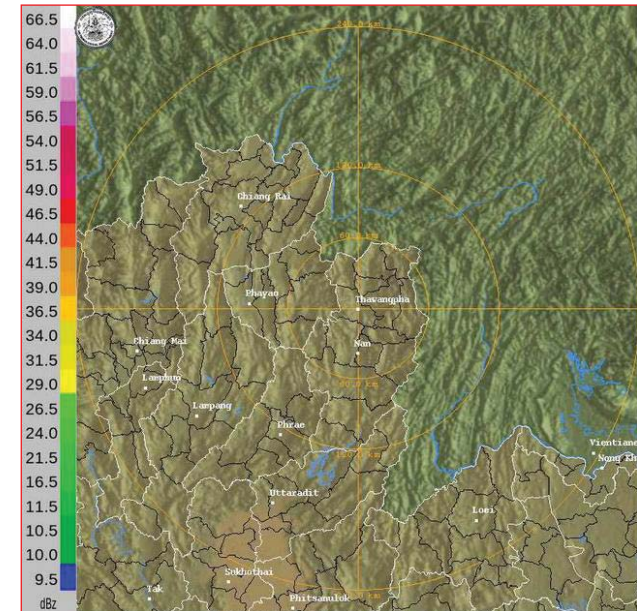 66.5
64.0
61.5
59.0
56.5
54.0
51.5
49.0
46.5
44.0
41.5
39.0
36.5
34.0
31.5
29.0
26.5
24.0
21.5
16.5
11.5
10.5
10.0
9.5
dBz
Chiang Rai
Phayao
Thawangpha
Chiang Mai
Nan
Lamphun
Lampang
Phrae
Vientiane
Nong Kh
Uttaradit
Loei
Sukhothai
Tak
Phitsanulok